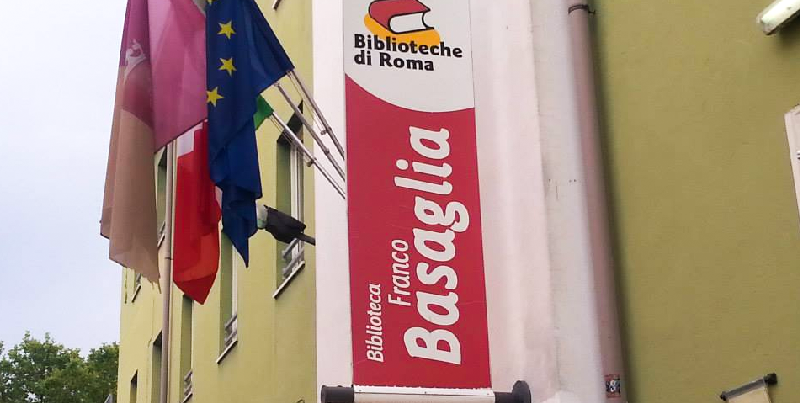 Biblioteche
di Roma
Biblioteca
Franco
Basaglia